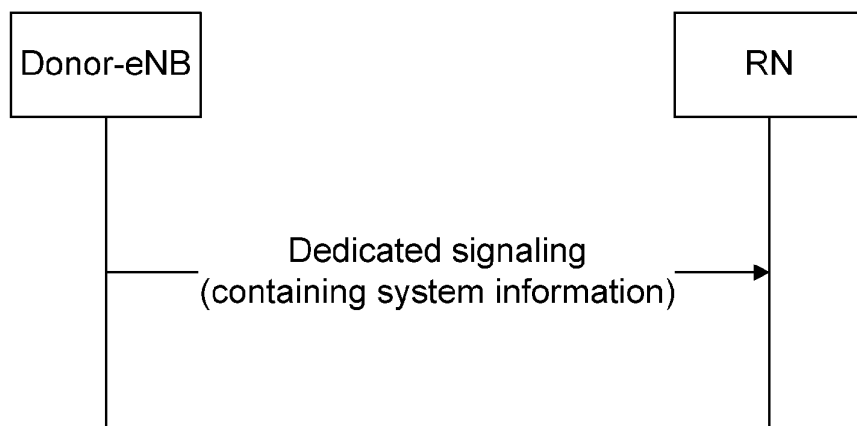 Donor-eNB
RN
Dedicated signaling
(containing system information)